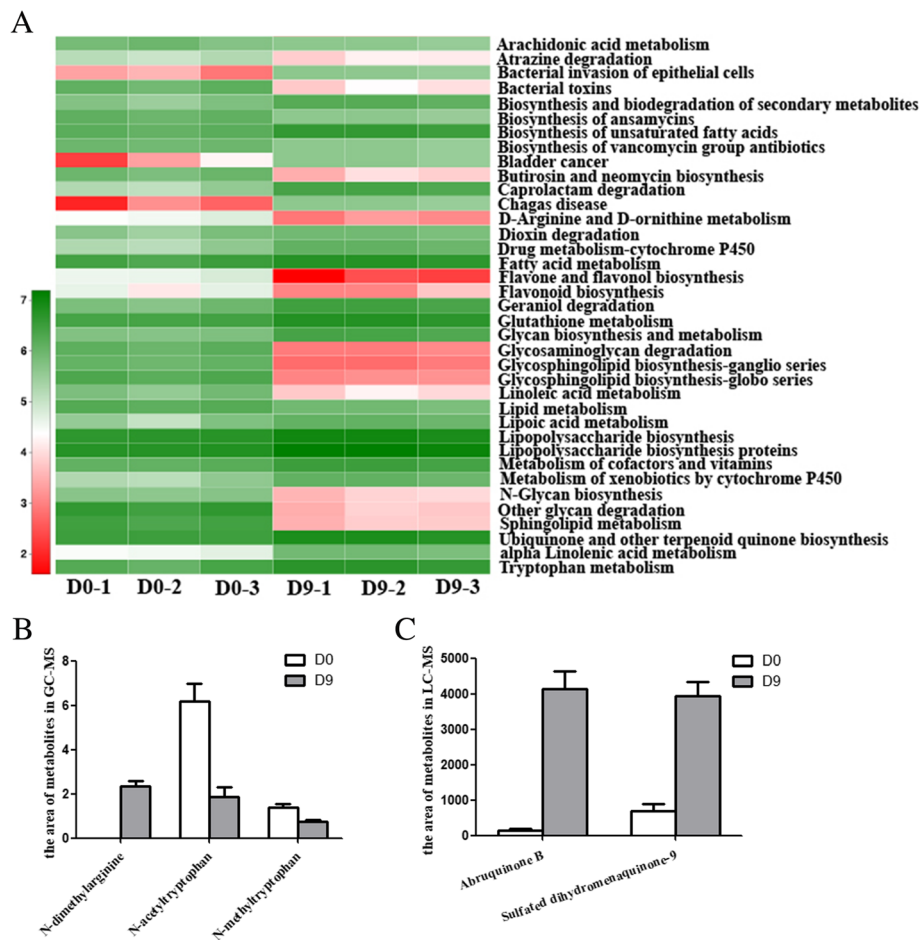 A
Arachidonic acid metabolism
Atrazine degradation
Bacterial invasion of epithelial cells
Bacterial toxins
Biosynthesis and biodegradation of secondary metabolites
Biosynthesis of ansamycins
Biosynthesis of unsaturated fatty acids
Biosynthesis of vancomycin group antibiotics
Bladder cancer
Butirosin and neomycin biosynthesis
Caprolactam degradation
Chagas disease
D-Arginine and D-ornithine metabolism
Dioxin degradation
Drug metabolism-cytochrome P450
Fatty acid metabolism
Flavone and flavonol biosynthesis
Flavonoid biosynthesis
Geraniol degradation
Glutathione metabolism
Glycan biosynthesis and metabolism
Glycosaminoglycan degradation
Glycosphingolipid biosynthesis-ganglio series
Glycosphingolipid biosynthesis-globo series
Linoleic acid metabolism
Lipid metabolism
Lipoic acid metabolism
Lipopolysaccharide biosynthesis
Lipopolysaccharide biosynthesis proteins
Metabolism of cofactors and vitamins
Metabolism of xenobiotics by cytochrome P450
N-Glycan biosynthesis
Other glycan degradation
Sphingolipid metabolism
Ubiquinone and other terpenoid quinone biosynthesis
alpha Linolenic acid metabolism
Tryptophan metabolism
7
6
5
4
3
2
D0-1 D0-2 D0-3 D9-1 D9-2 D9-3
B
the area of metabolites in GC-MS
8
6
4
2
0
D0
D9
N-dimethylarginine
N-acetyltryptophan
N-methyltryptophan
C
the area of metabolites in LC-MS
5000
4000
3000
2000
1000
0
D0
D9
Abruquinone B
Sulfated dihydromenaquinone-9